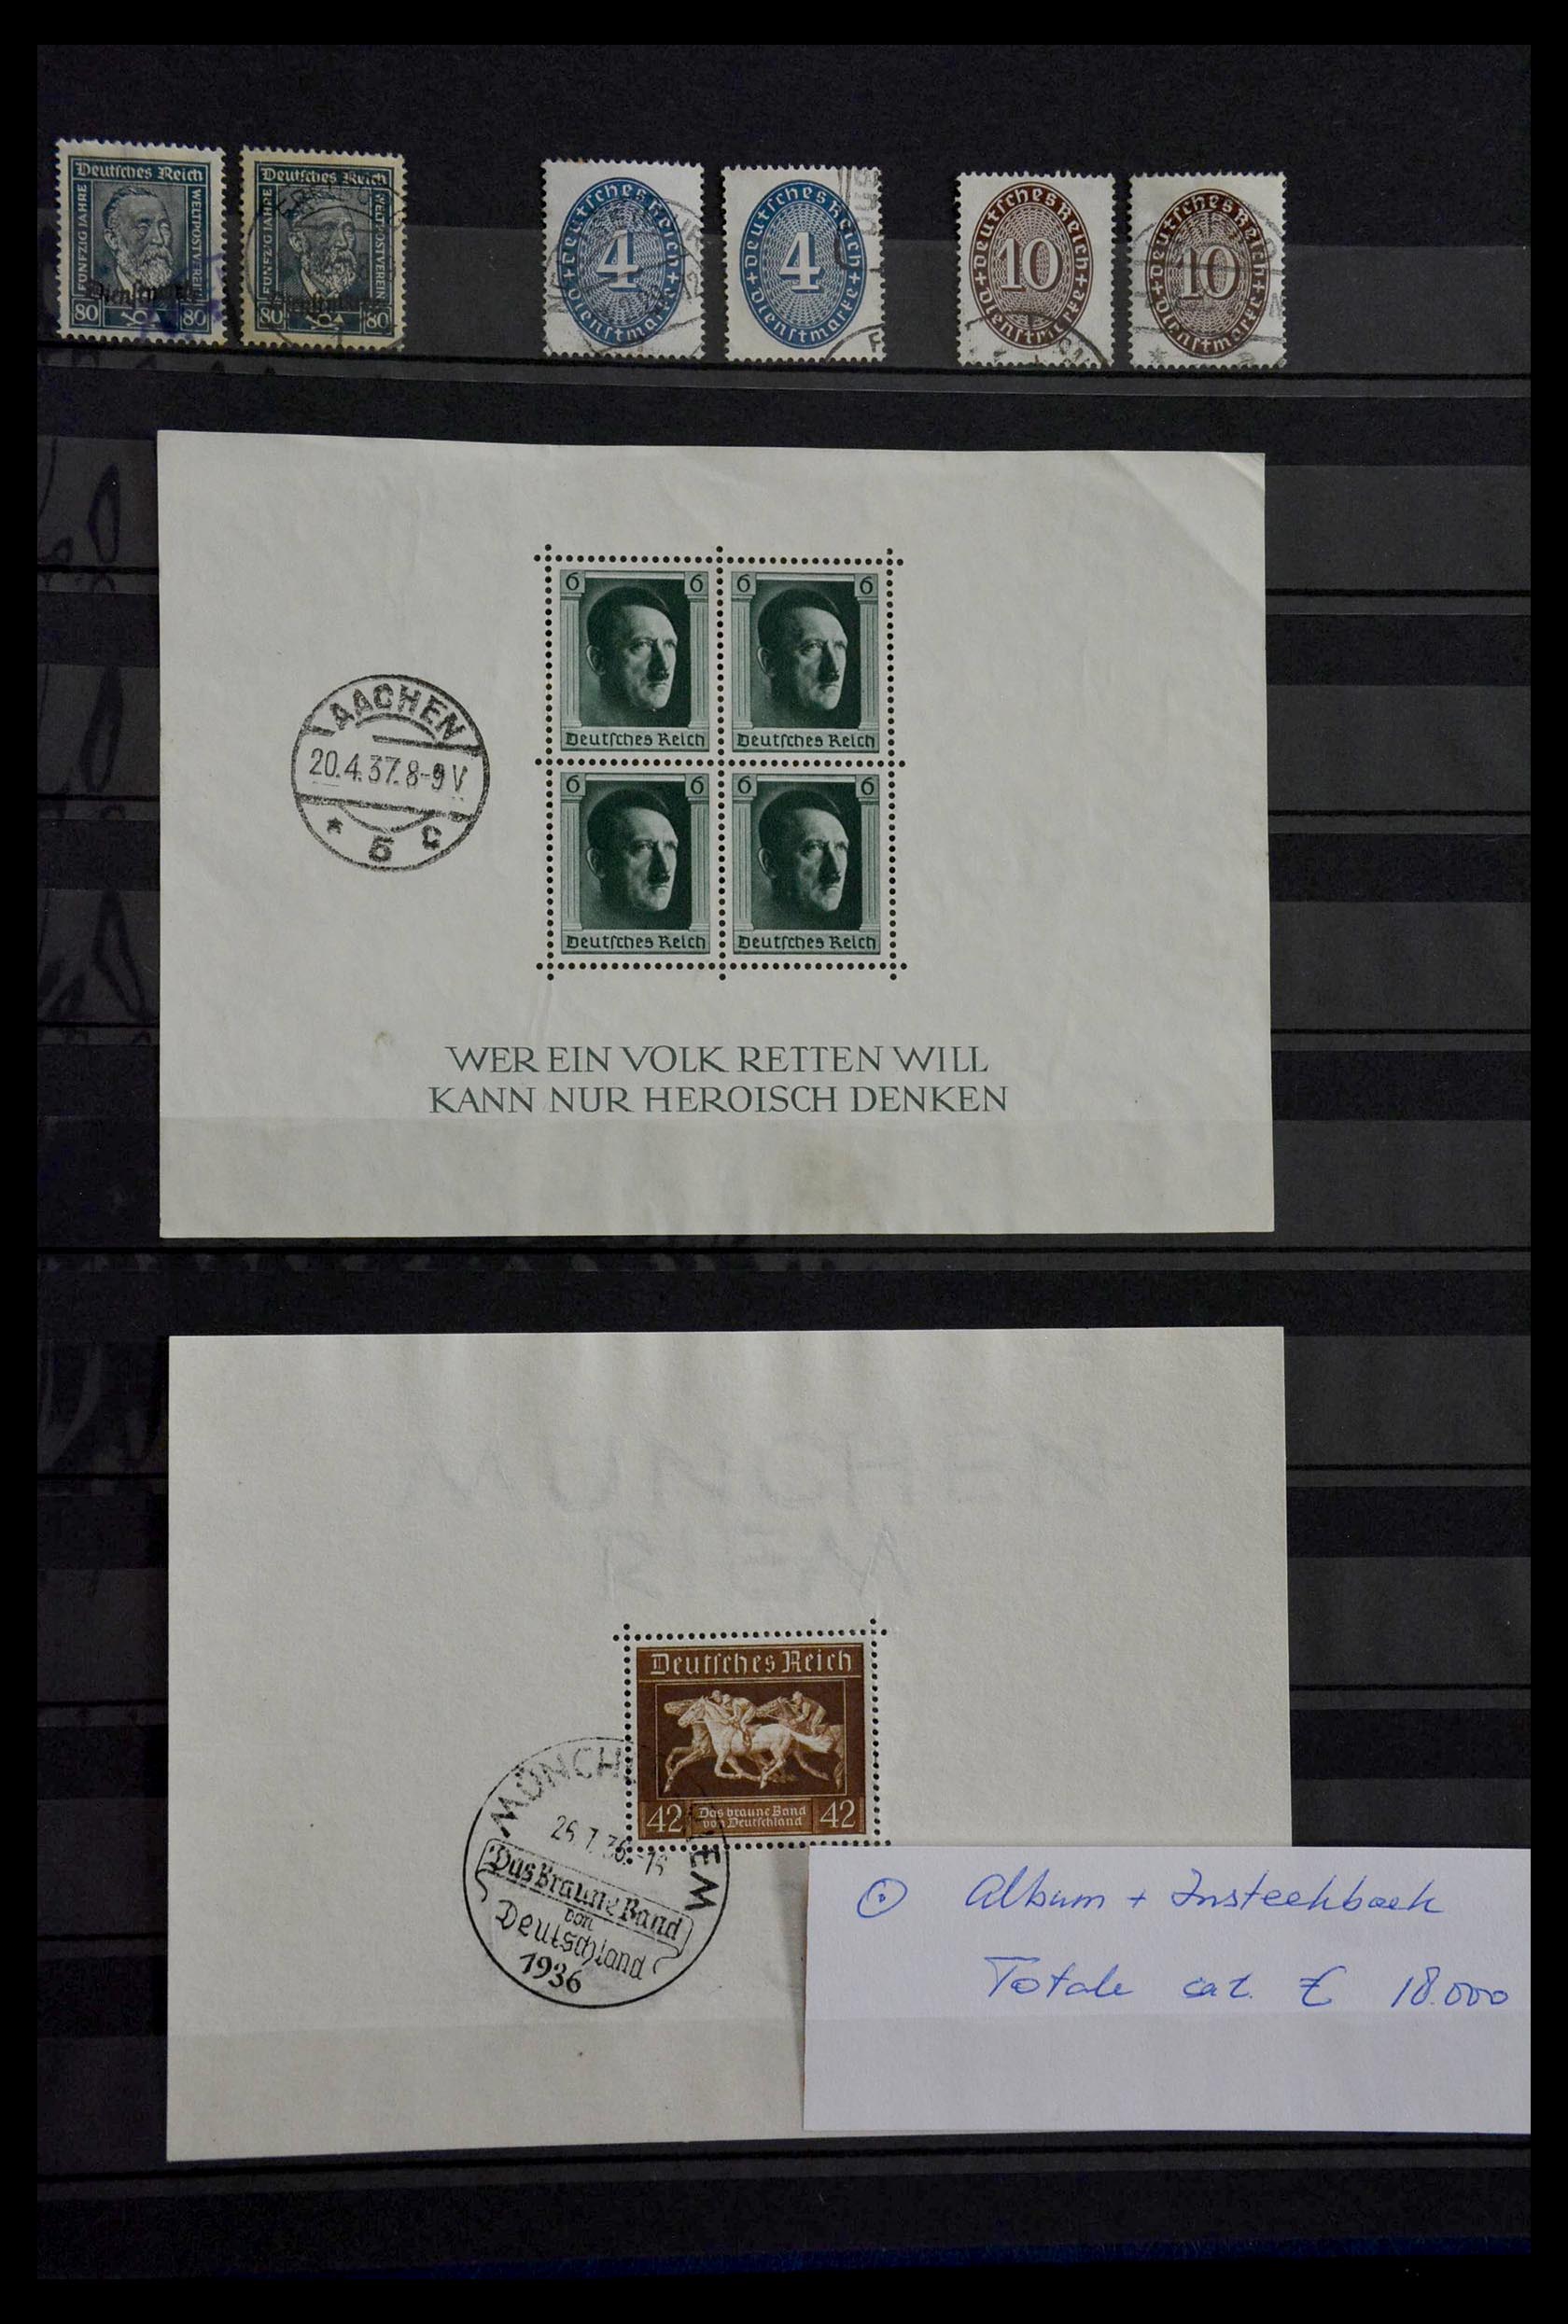 Deutsches Reich
FÜNFZIG JAHRE
WELTPOSTVEREIN
Dienstmarke
80 80
Deutsches Reich
FÜNFZIG JAHRE
WELTPOSTVEREIN
80 80
Deutsches Reich
4
Dienstmarke
Deutsches Reich
4
Dienstmarke
Deutsches Reich
10
Deutsches Reich
10
Dienstmarke
6 6
Deutsches Reich
6 6
Deutsches Reich
6 6
Deutsches Reich
6 6
Deutsches Reich
AACHEN
20.4.37.8-9 V
* 5 c
WER EIN VOLK RETTEN WILL
KANN NUR HEROISCH DENKEN
Deutsches Reich
42 Das braune Band 42
von Deutschland
MÜNCH EM
Das Braune Band
von
Deutschland
1936
Album + Insteekboek
Totale cat. € 18.000